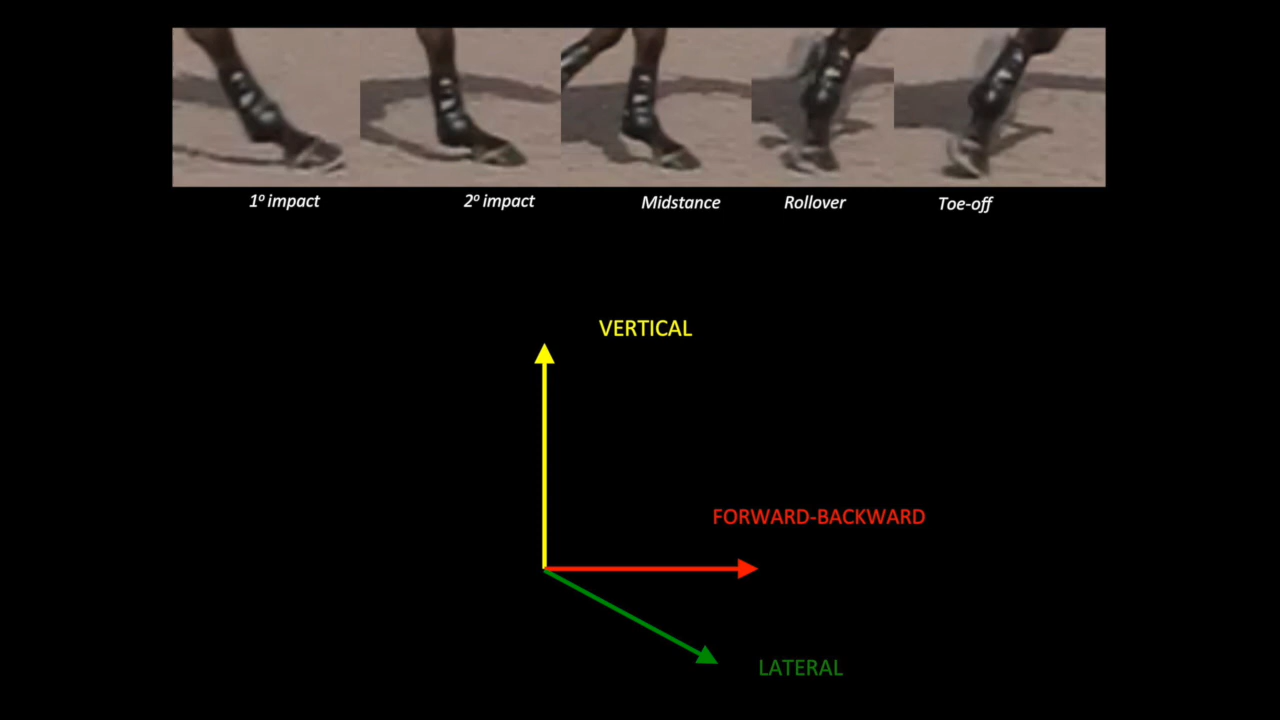 1º impact
2º impact
Midstance
Rollover
Toe-off
VERTICAL
FORWARD-BACKWARD
LATERAL